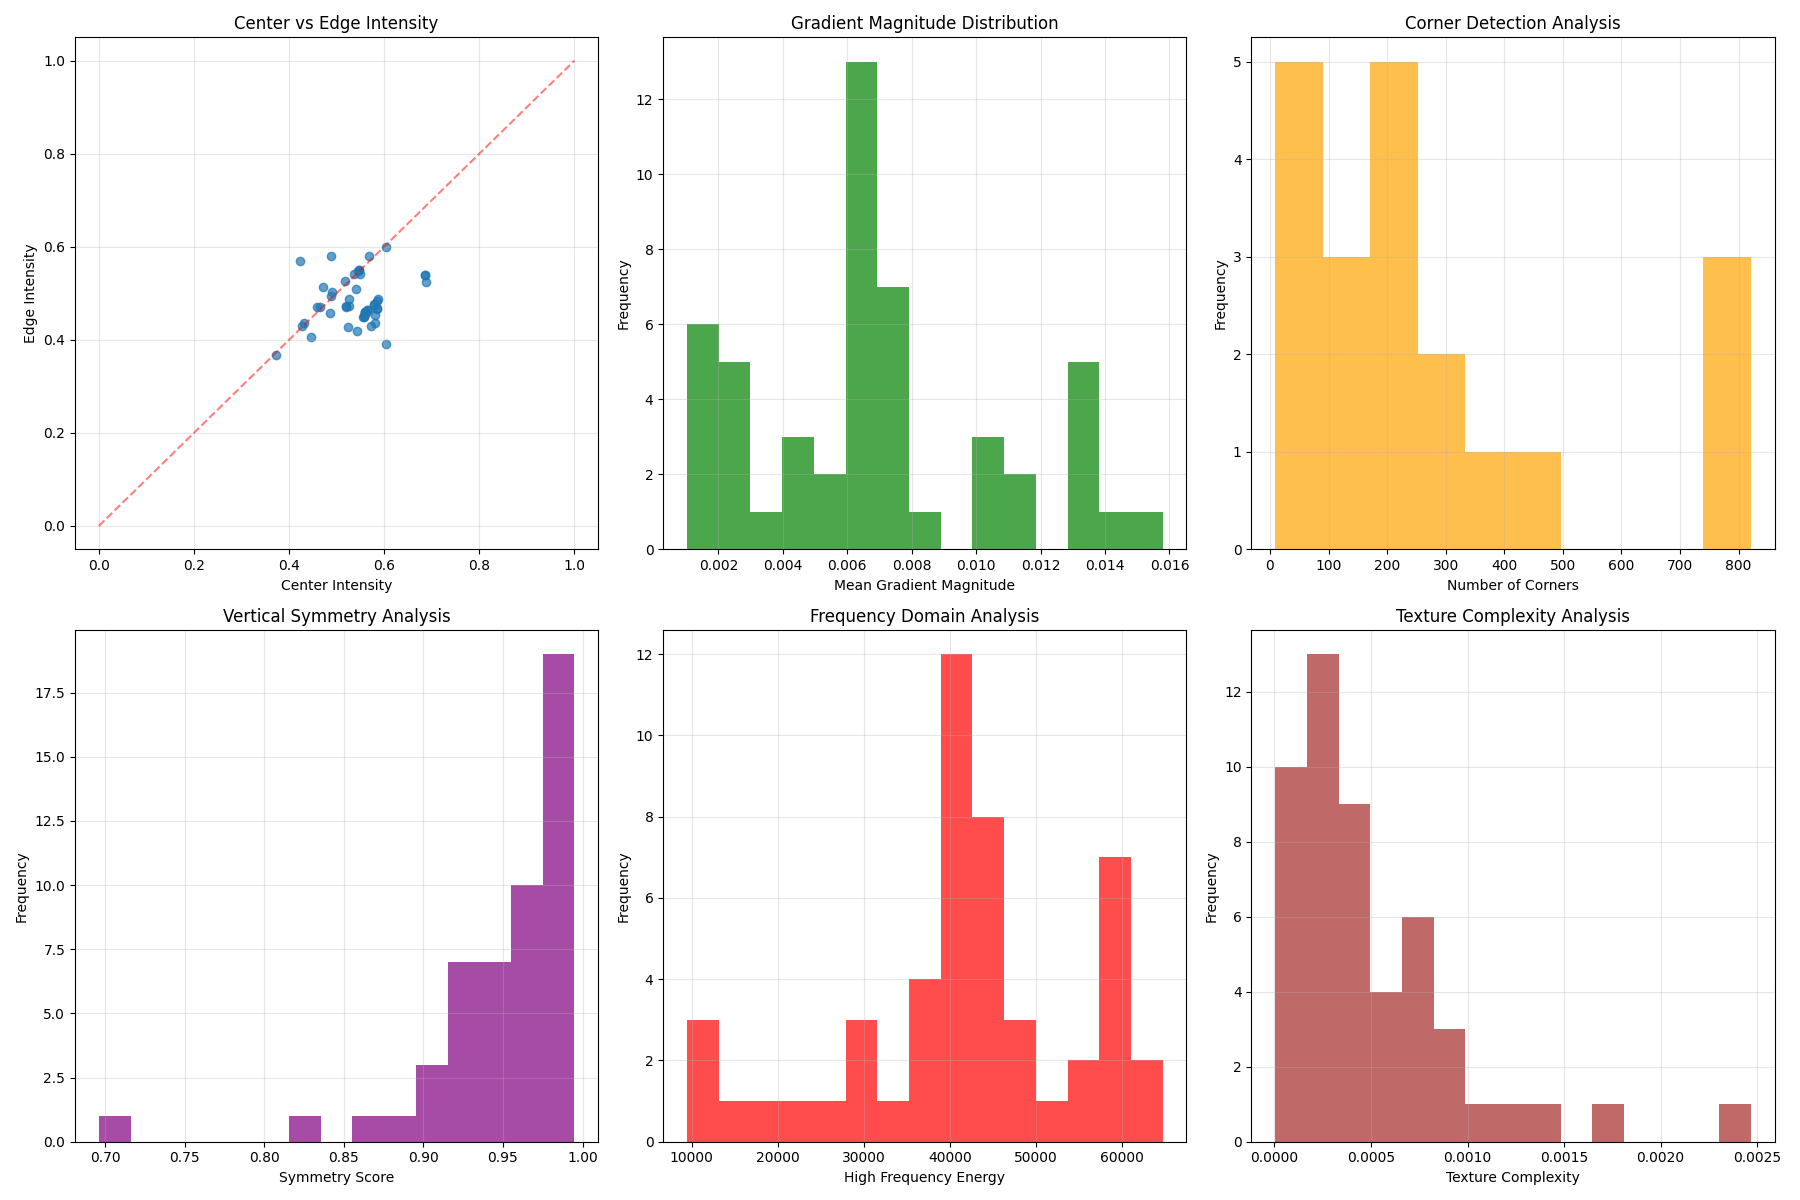 Center vs Edge Intensity
1.0
0.8
0.6
0.4
0.2
0.0
Edge Intensity
0.0 0.2 0.4 0.6 0.8 1.0
Center Intensity
Gradient Magnitude Distribution
12
10
8
6
4
2
0
Frequency
0.002 0.004 0.006 0.008 0.010 0.012 0.014 0.016
Mean Gradient Magnitude
Corner Detection Analysis
5
4
3
2
1
0
Frequency
0 100 200 300 400 500 600 700 800
Number of Corners
Vertical Symmetry Analysis
17.5
15.0
12.5
10.0
7.5
5.0
2.5
0.0
Frequency
0.70 0.75 0.80 0.85 0.90 0.95 1.00
Symmetry Score
Frequency Domain Analysis
12
10
8
6
4
2
0
Frequency
10000 20000 30000 40000 50000 60000
High Frequency Energy
Texture Complexity Analysis
12
10
8
6
4
2
0
Frequency
0.0000 0.0005 0.0010 0.0015 0.0020 0.0025
Texture Complexity